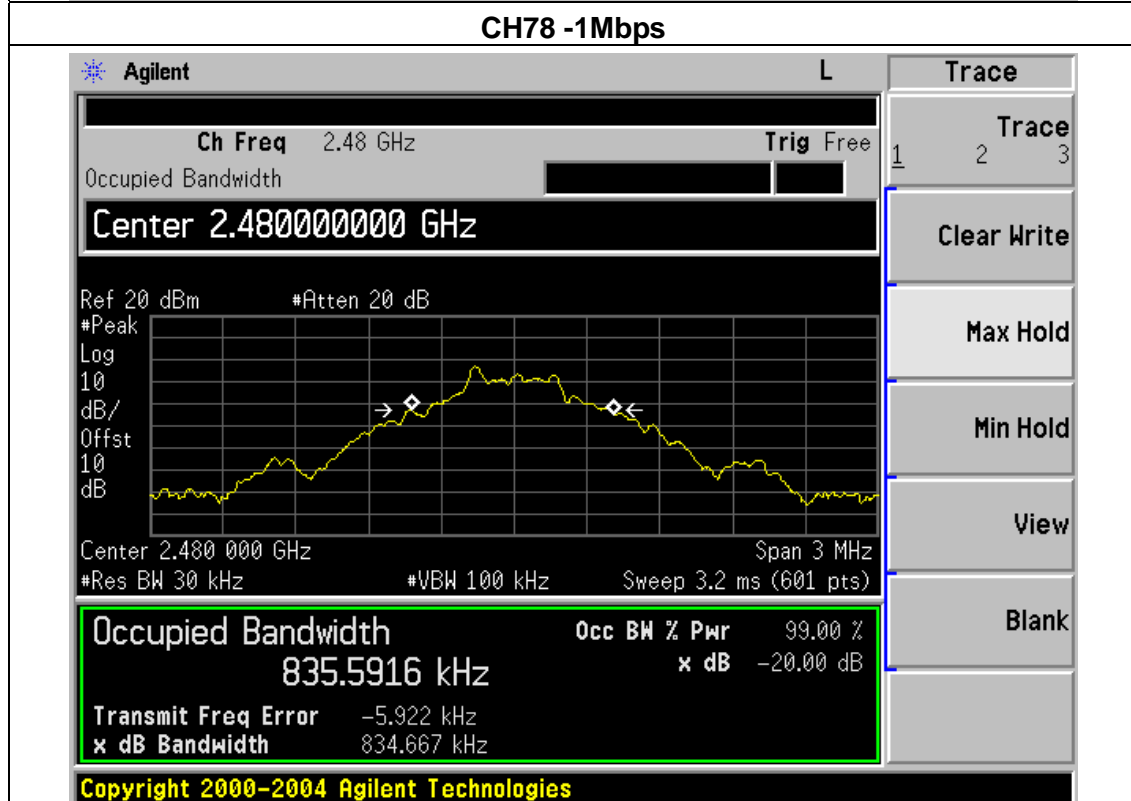 CH78 -1Mbps
Agilent L Trace
Ch Freq 2.48 GHz Trig Free
Occupied Bandwidth
Trace
1 2 3
Center 2.480000000 GHz
Clear Write
Ref 20 dBm #Atten 20 dB
#Peak
Log
10
dB/
Offst
10
dB
Max Hold
Min Hold
View
Center 2.480 000 GHz Span 3 MHz
#Res BW 30 kHz #VBW 100 kHz Sweep 3.2 ms (601 pts)
Blank
Occupied Bandwidth Occ BW % Pwr 99.00 %
835.5916 kHz x dB -20.00 dB
Transmit Freq Error -5.922 kHz
x dB Bandwidth 834.667 kHz
Copyright 2000-2004 Agilent Technologies